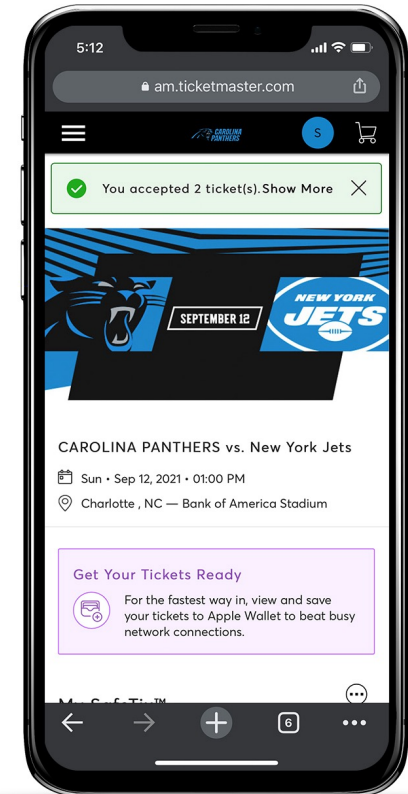 5:12
am.ticketmaster.com
CAROLINA
PANTHERS
S
You accepted 2 ticket(s). Show More
SEPTEMBER 12
NEW YORK
JETS
CAROLINA PANTHERS vs. New York Jets
Sun • Sep 12, 2021 • 01:00 PM
Charlotte , NC — Bank of America Stadium
Get Your Tickets Ready
For the fastest way in, view and save
your tickets to Apple Wallet to beat busy
network connections.
My SafeTix™
6